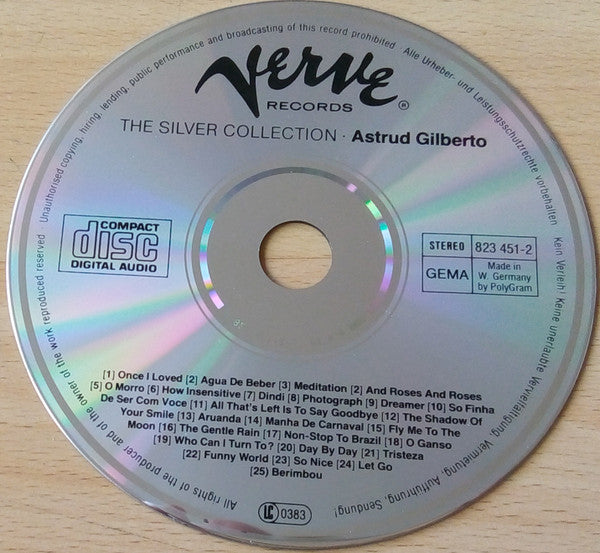 Verve
RECORDS ®
THE SILVER COLLECTION · Astrud Gilberto
COMPACT
disc
DIGITAL AUDIO
STEREO 823 451-2
GEMA Made in
W. Germany
by PolyGram
[1] Once I Loved [2] Agua De Beber [3] Meditation [2] And Roses And Roses
[5] O Morro [6] How Insensitive [7] Dindi [8] Photograph [9] Dreamer [10] So Finha
De Ser Com Voce [11] All That's Left Is To Say Goodbye [12] The Shadow Of
Your Smile [13] Aruanda [14] Manha De Carnaval [15] Fly Me To The
Moon [16] The Gentle Rain [17] Non-Stop To Brazil [18] O Ganso
[19] Who Can I Turn To? [20] Day By Day [21] Tristeza
[22] Funny World [23] So Nice [24] Let Go
[25] Berimbou
LC 0383
All rights of the producer and of the owner of the work reproduced reserved · Unauthorised copying, hiring, lending, public performance and broadcasting of this record prohibited · Alle Urheber- und Leistungsschutzrechte vorbehalten · Kein Verleih! Keine unerlaubte Vervielfältigung, Vermietung, Aufführung, Sendung!